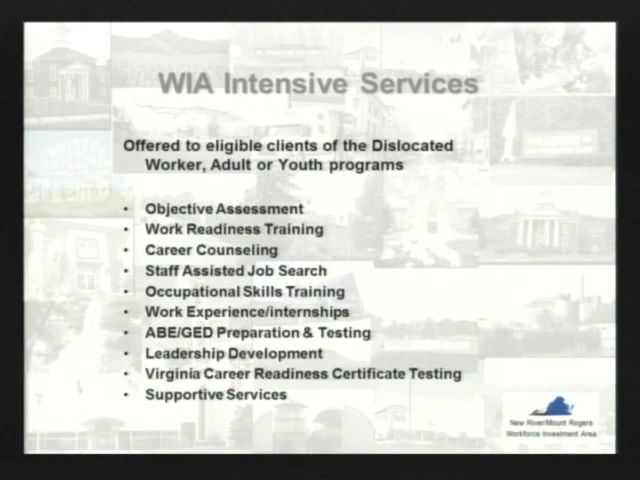 WIA Intensive Services
Offered to eligible clients of the Dislocated
Worker, Adult or Youth programs
• Objective Assessment
• Work Readiness Training
• Career Counseling
• Staff Assisted Job Search
• Occupational Skills Training
• Work Experience/internships
• ABE/GED Preparation & Testing
• Leadership Development
• Virginia Career Readiness Certificate Testing
• Supportive Services
New River/Mount Rogers
Workforce Investment Area